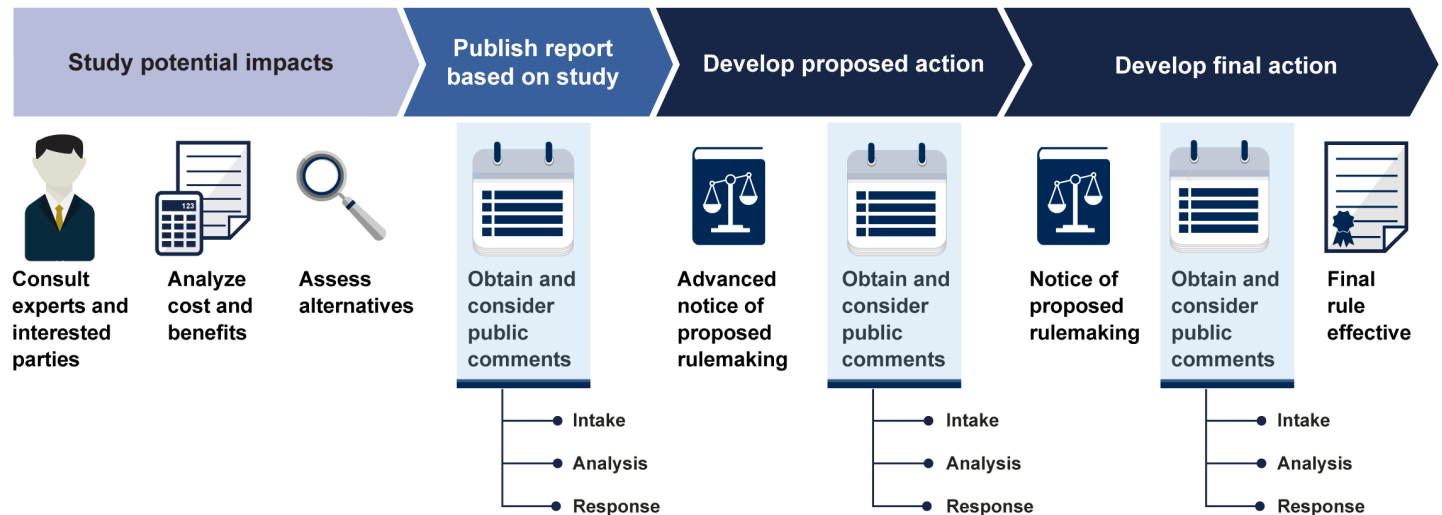 Study potential impacts
Publish report
based on study
Develop proposed action
Develop final action
Consult
experts and
interested
parties
123
Analyze
cost and
benefits
Assess
alternatives
Obtain and
consider
public
comments
Intake
Analysis
Response
Advanced
notice of
proposed
rulemaking
Obtain and
consider
public
comments
Intake
Analysis
Response
Notice of
proposed
rulemaking
Obtain and
consider
public
comments
Intake
Analysis
Response
Final
rule
effective